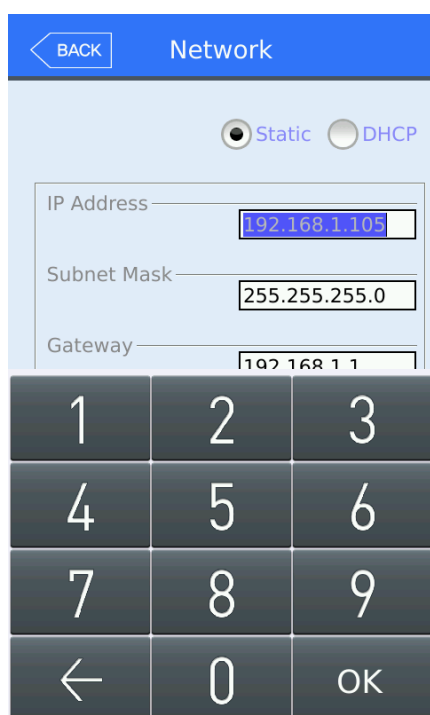 BACK Network
Static DHCP
IP Address
192.168.1.105
Subnet Mask
255.255.255.0
Gateway
192.168.1.1
1 2 3
4 5 6
7 8 9
0 OK